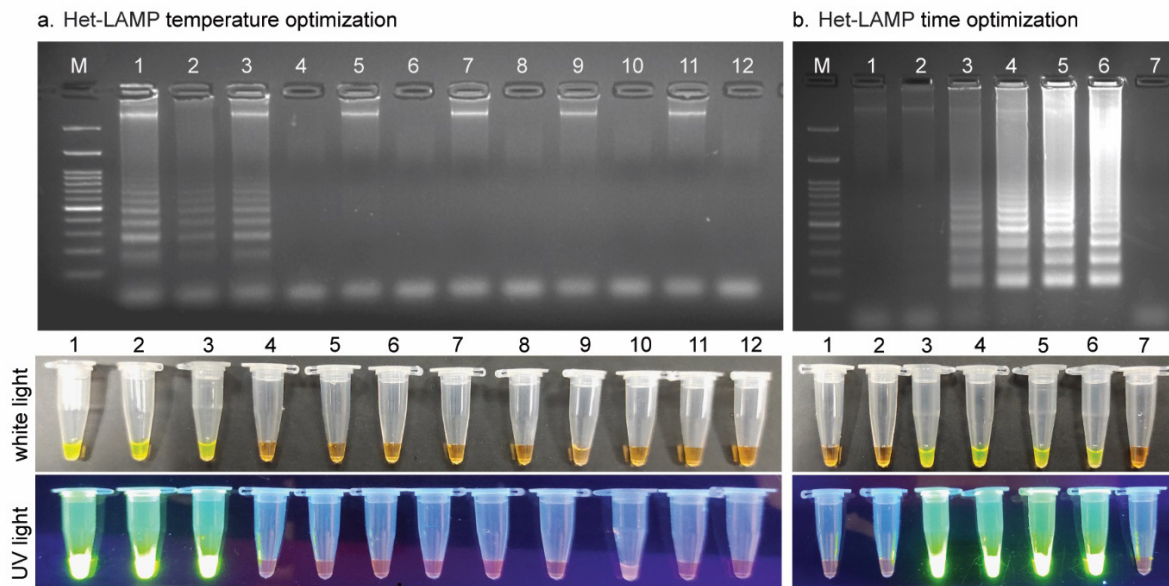 a. Het-LAMP temperature optimization
b. Het-LAMP time optimization
M 1 2 3 4 5 6 7 8 9 10 11 12
M 1 2 3 4 5 6 7
white light
1 2 3 4 5 6 7 8 9 10 11 12
1 2 3 4 5 6 7
UV light